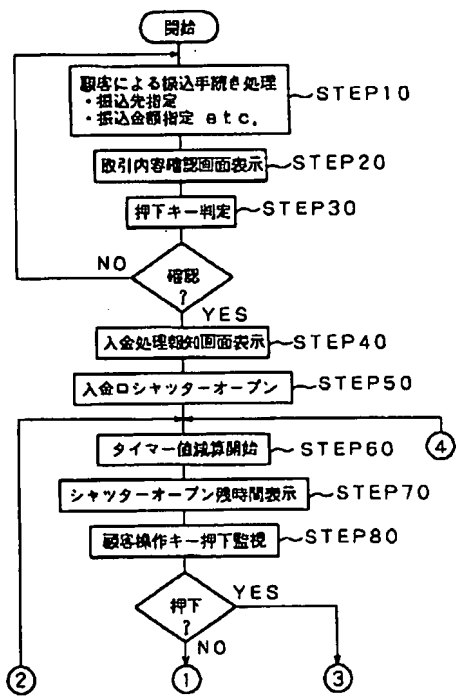 開始
顧客による振込手続き処理
・振込先指定
・振込金額指定 etc.
STEP10
取引内容確認画面表示
STEP20
押下キー判定
STEP30
NO
確認
?
YES
入金処理報知画面表示
STEP40
入金口シャッターオープン
STEP50
④
タイマー値減算開始
STEP60
シャッターオープン残時間表示
STEP70
顧客操作キー押下監視
STEP80
押下
?
YES
NO
②
①
③